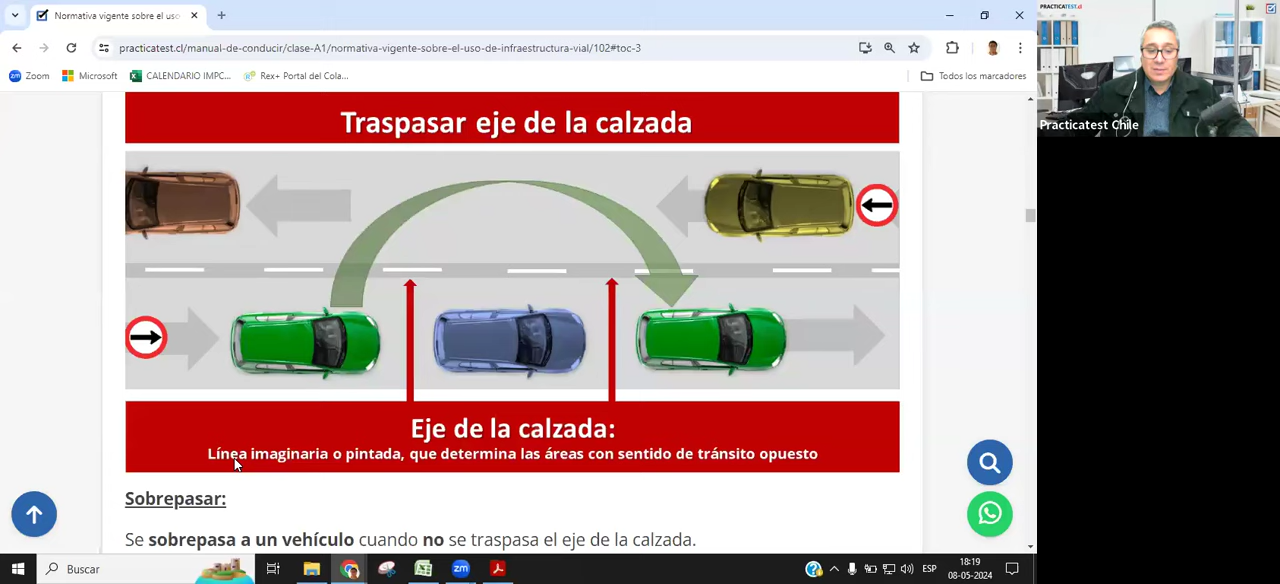 Normativa vigente sobre el uso
practicatest.cl/manual-de-conducir/clase-A1/normativa-vigente-sobre-el-uso-de-infraestructura-vial/102#toc-3
Zoom
Microsoft
CALENDARIO IMPC...
Rex+ Portal del Cola...
Todos los marcadores
PRACTICATEST.cl
Practicatest Chile
Traspasar eje de la calzada
Eje de la calzada:
Línea imaginaria o pintada, que determina las áreas con sentido de tránsito opuesto
Sobrepasar:
Se sobrepasa a un vehículo cuando no se traspasa el eje de la calzada.
Buscar
zm
ESP
18:19
08-05-2024